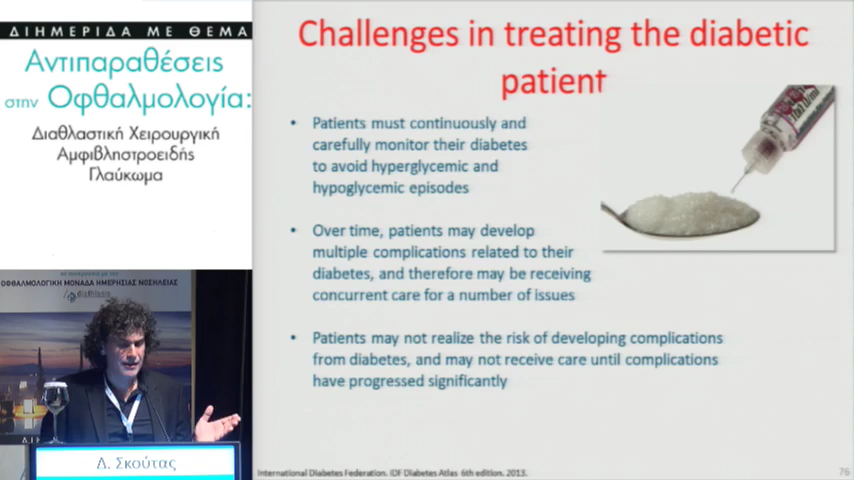 ΔΙΗΜΕΡΙΔΑ ΜΕ ΘΕΜΑ
Αντιπαραθέσεις
στην Οφθαλμολογία:
Διαθλαστική Χειρουργική
Αμφιβληστροειδής
Γλαύκωμα
ΟΦΘΑΛΜΟΛΟΓΙΚΗ ΜΟΝΑΔΑ ΗΜΕΡΗΣΙΑΣ ΝΟΣΗΛΕΙΑΣ
Δ. Σκούτας
Challenges in treating the diabetic
patient
• Patients must continuously and
carefully monitor their diabetes
to avoid hyperglycemic and
hypoglycemic episodes
• Over time, patients may develop
multiple complications related to their
diabetes, and therefore may be receiving
concurrent care for a number of issues
• Patients may not realize the risk of developing complications
from diabetes, and may not receive care until complications
have progressed significantly
International Diabetes Federation. IDF Diabetes Atlas 6th edition. 2013.
76